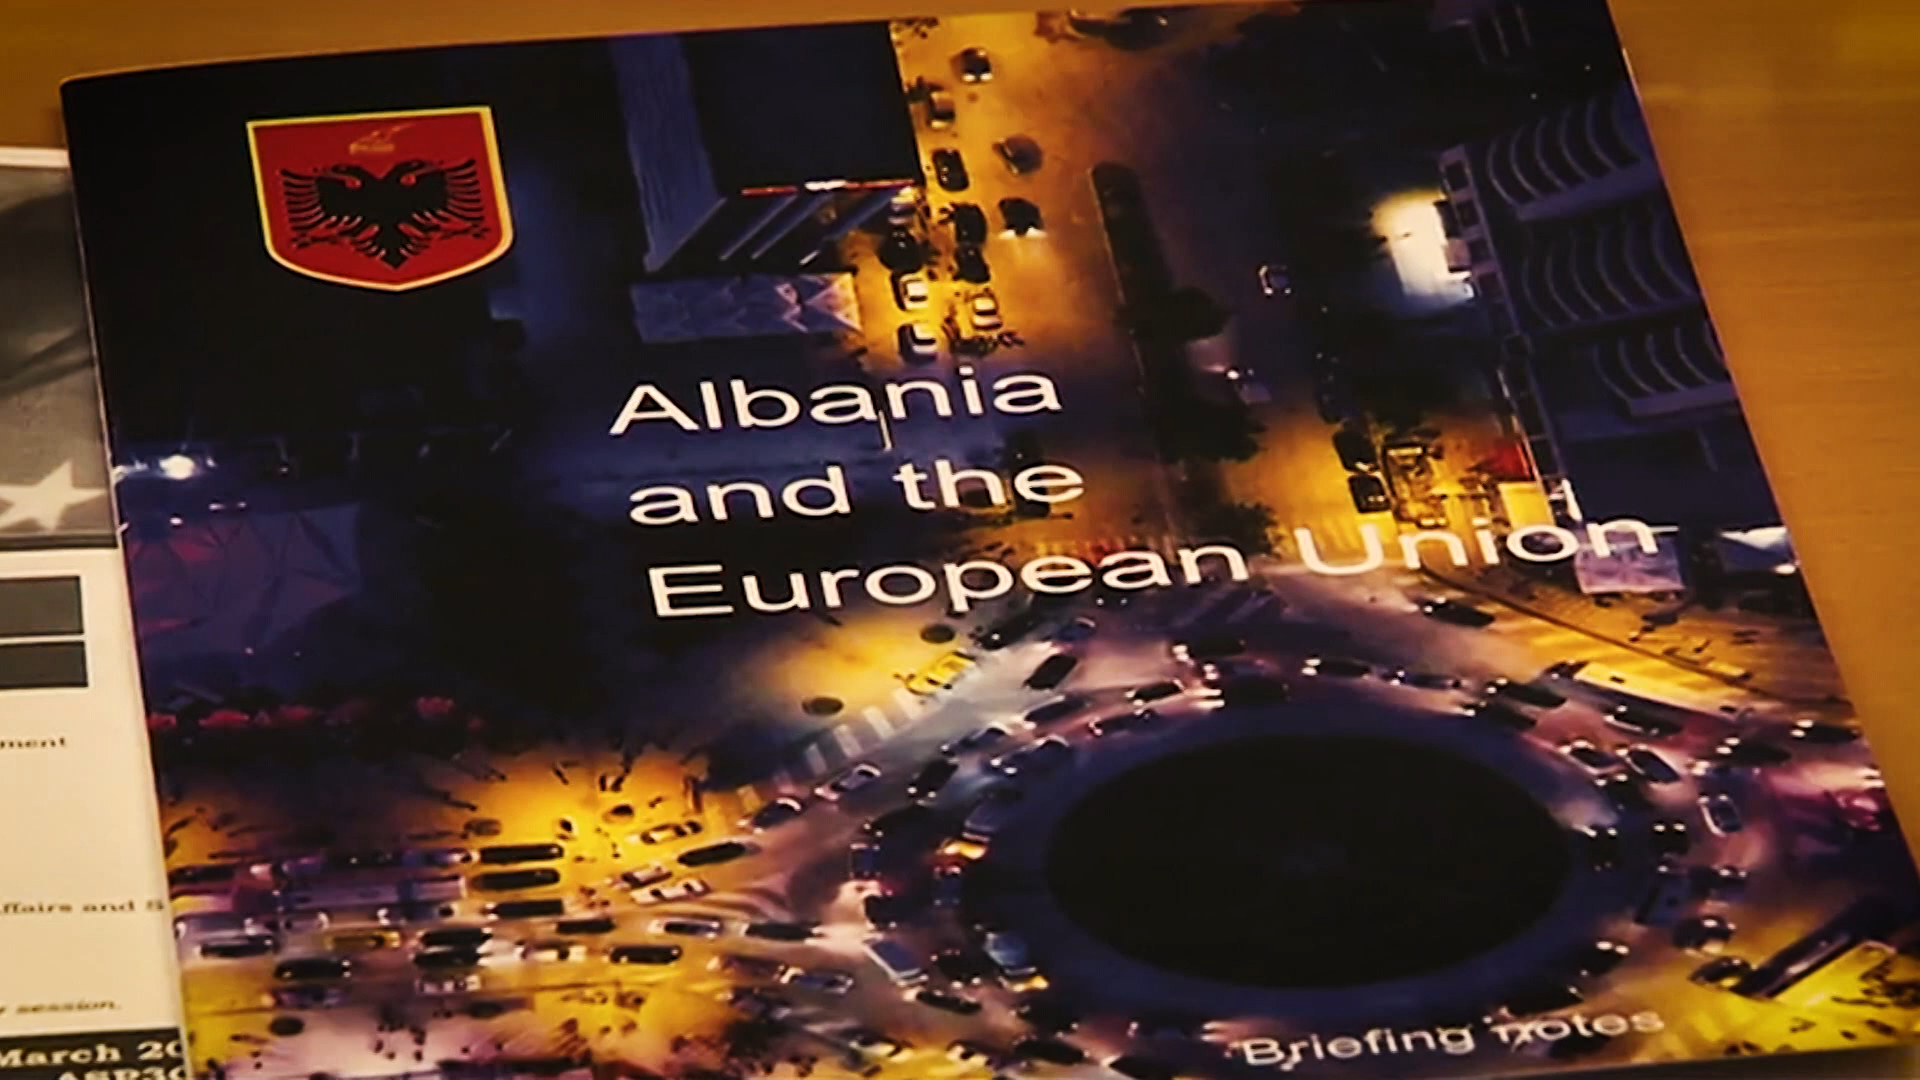 Albania
and the
European Union
Briefing notes
ment
ffairs and S
session.
March 20